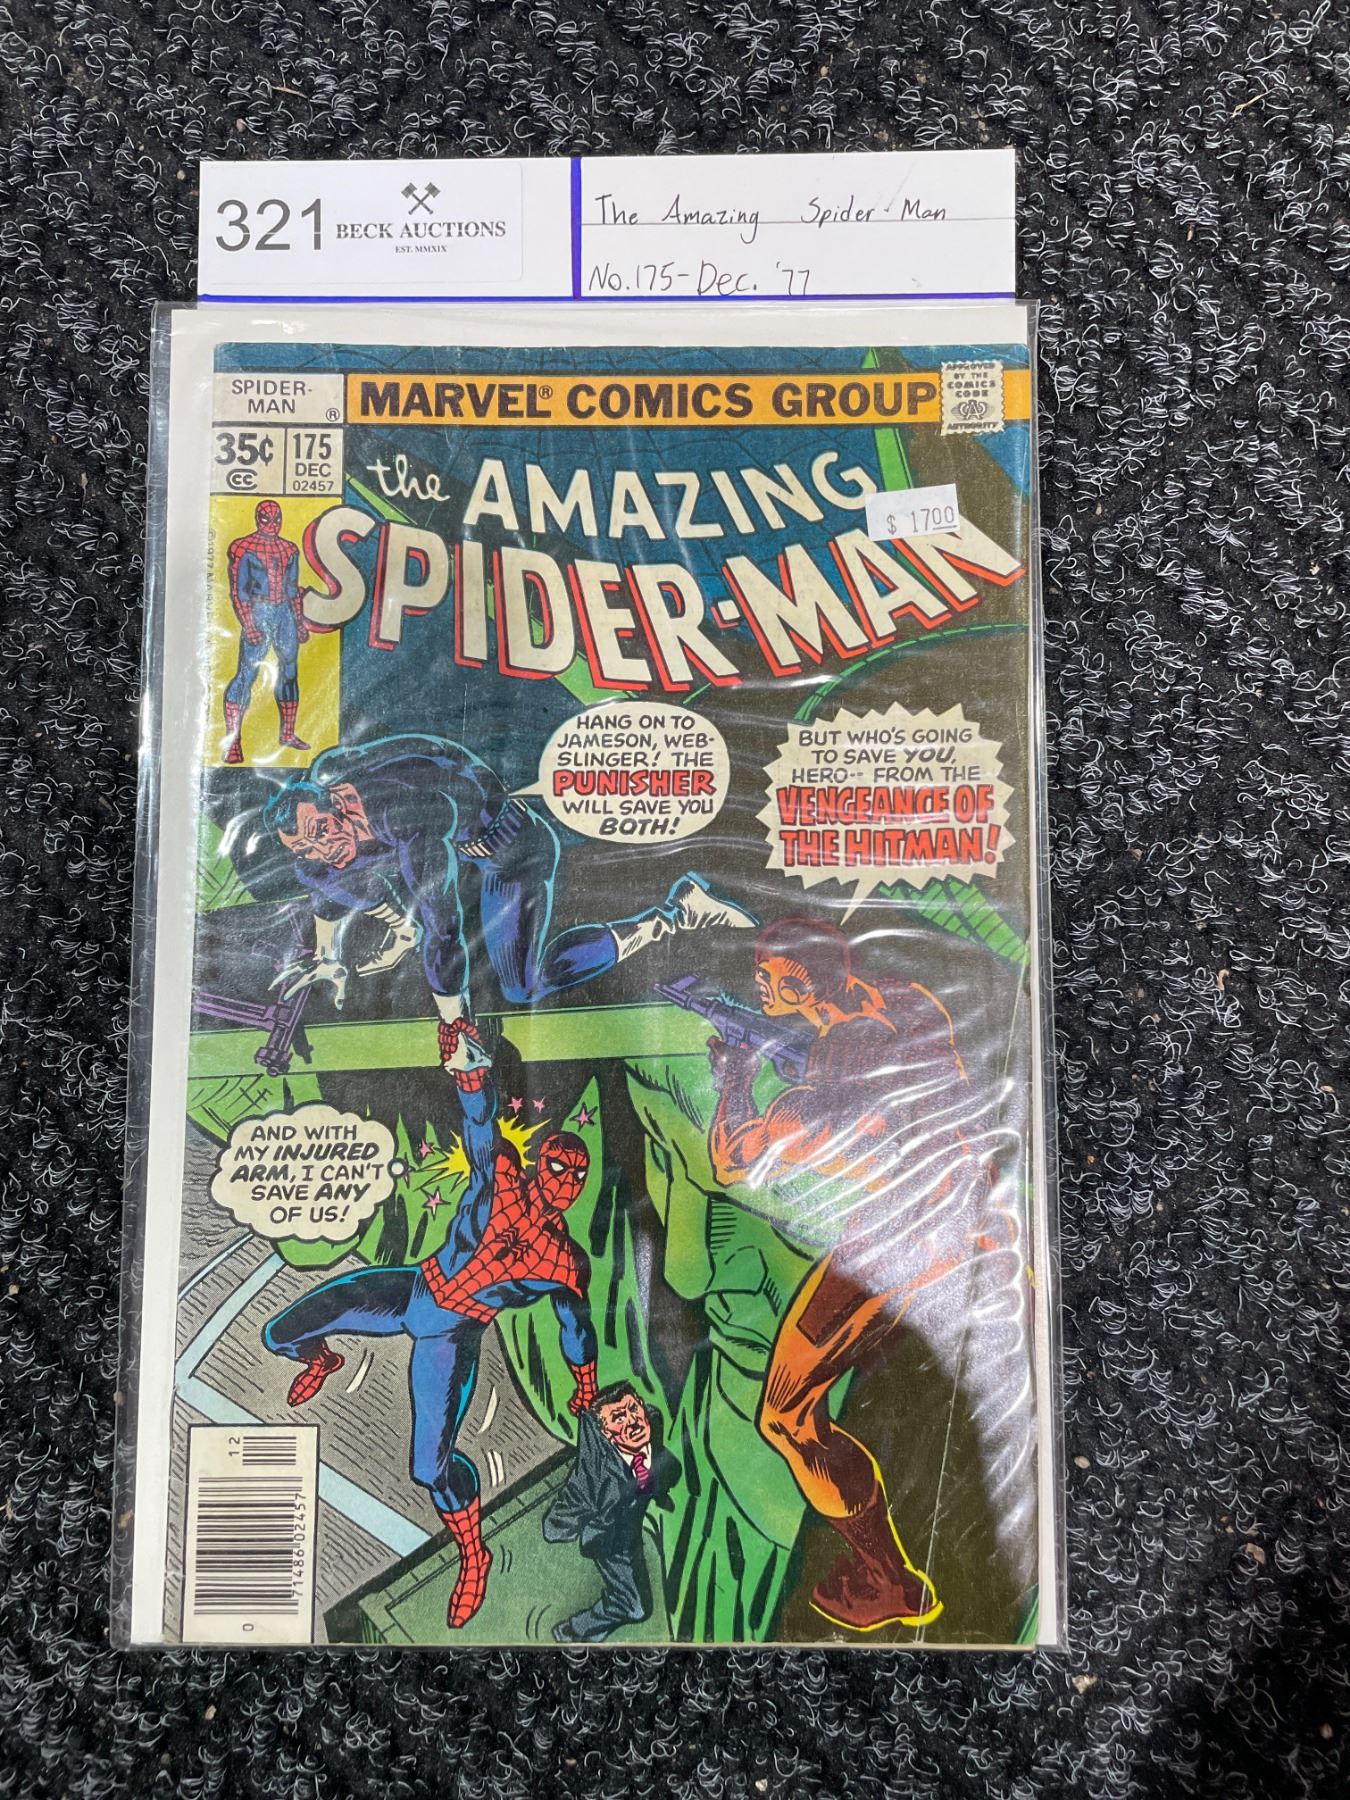 321
BECK AUCTIONS
EST. MMXIX
The Amazing Spider-Man
No.175-Dec. '77
SPIDER-
MAN ®
MARVEL® COMICS GROUP
APPROVED
BY THE
COMICS
CODE
AUTHORITY
35¢
CC
175
DEC
02457
the AMAZING
SPIDER-MAN
$ 1700
HANG ON TO
JAMESON, WEB-
SLINGER! THE
PUNISHER
WILL SAVE YOU
BOTH!
BUT WHO'S GOING
TO SAVE YOU,
HERO-- FROM THE
VENGEANCE OF
THE HITMAN!
AND WITH
MY INJURED
ARM, I CAN'T
SAVE ANY
OF US!
12
71486 02457
0